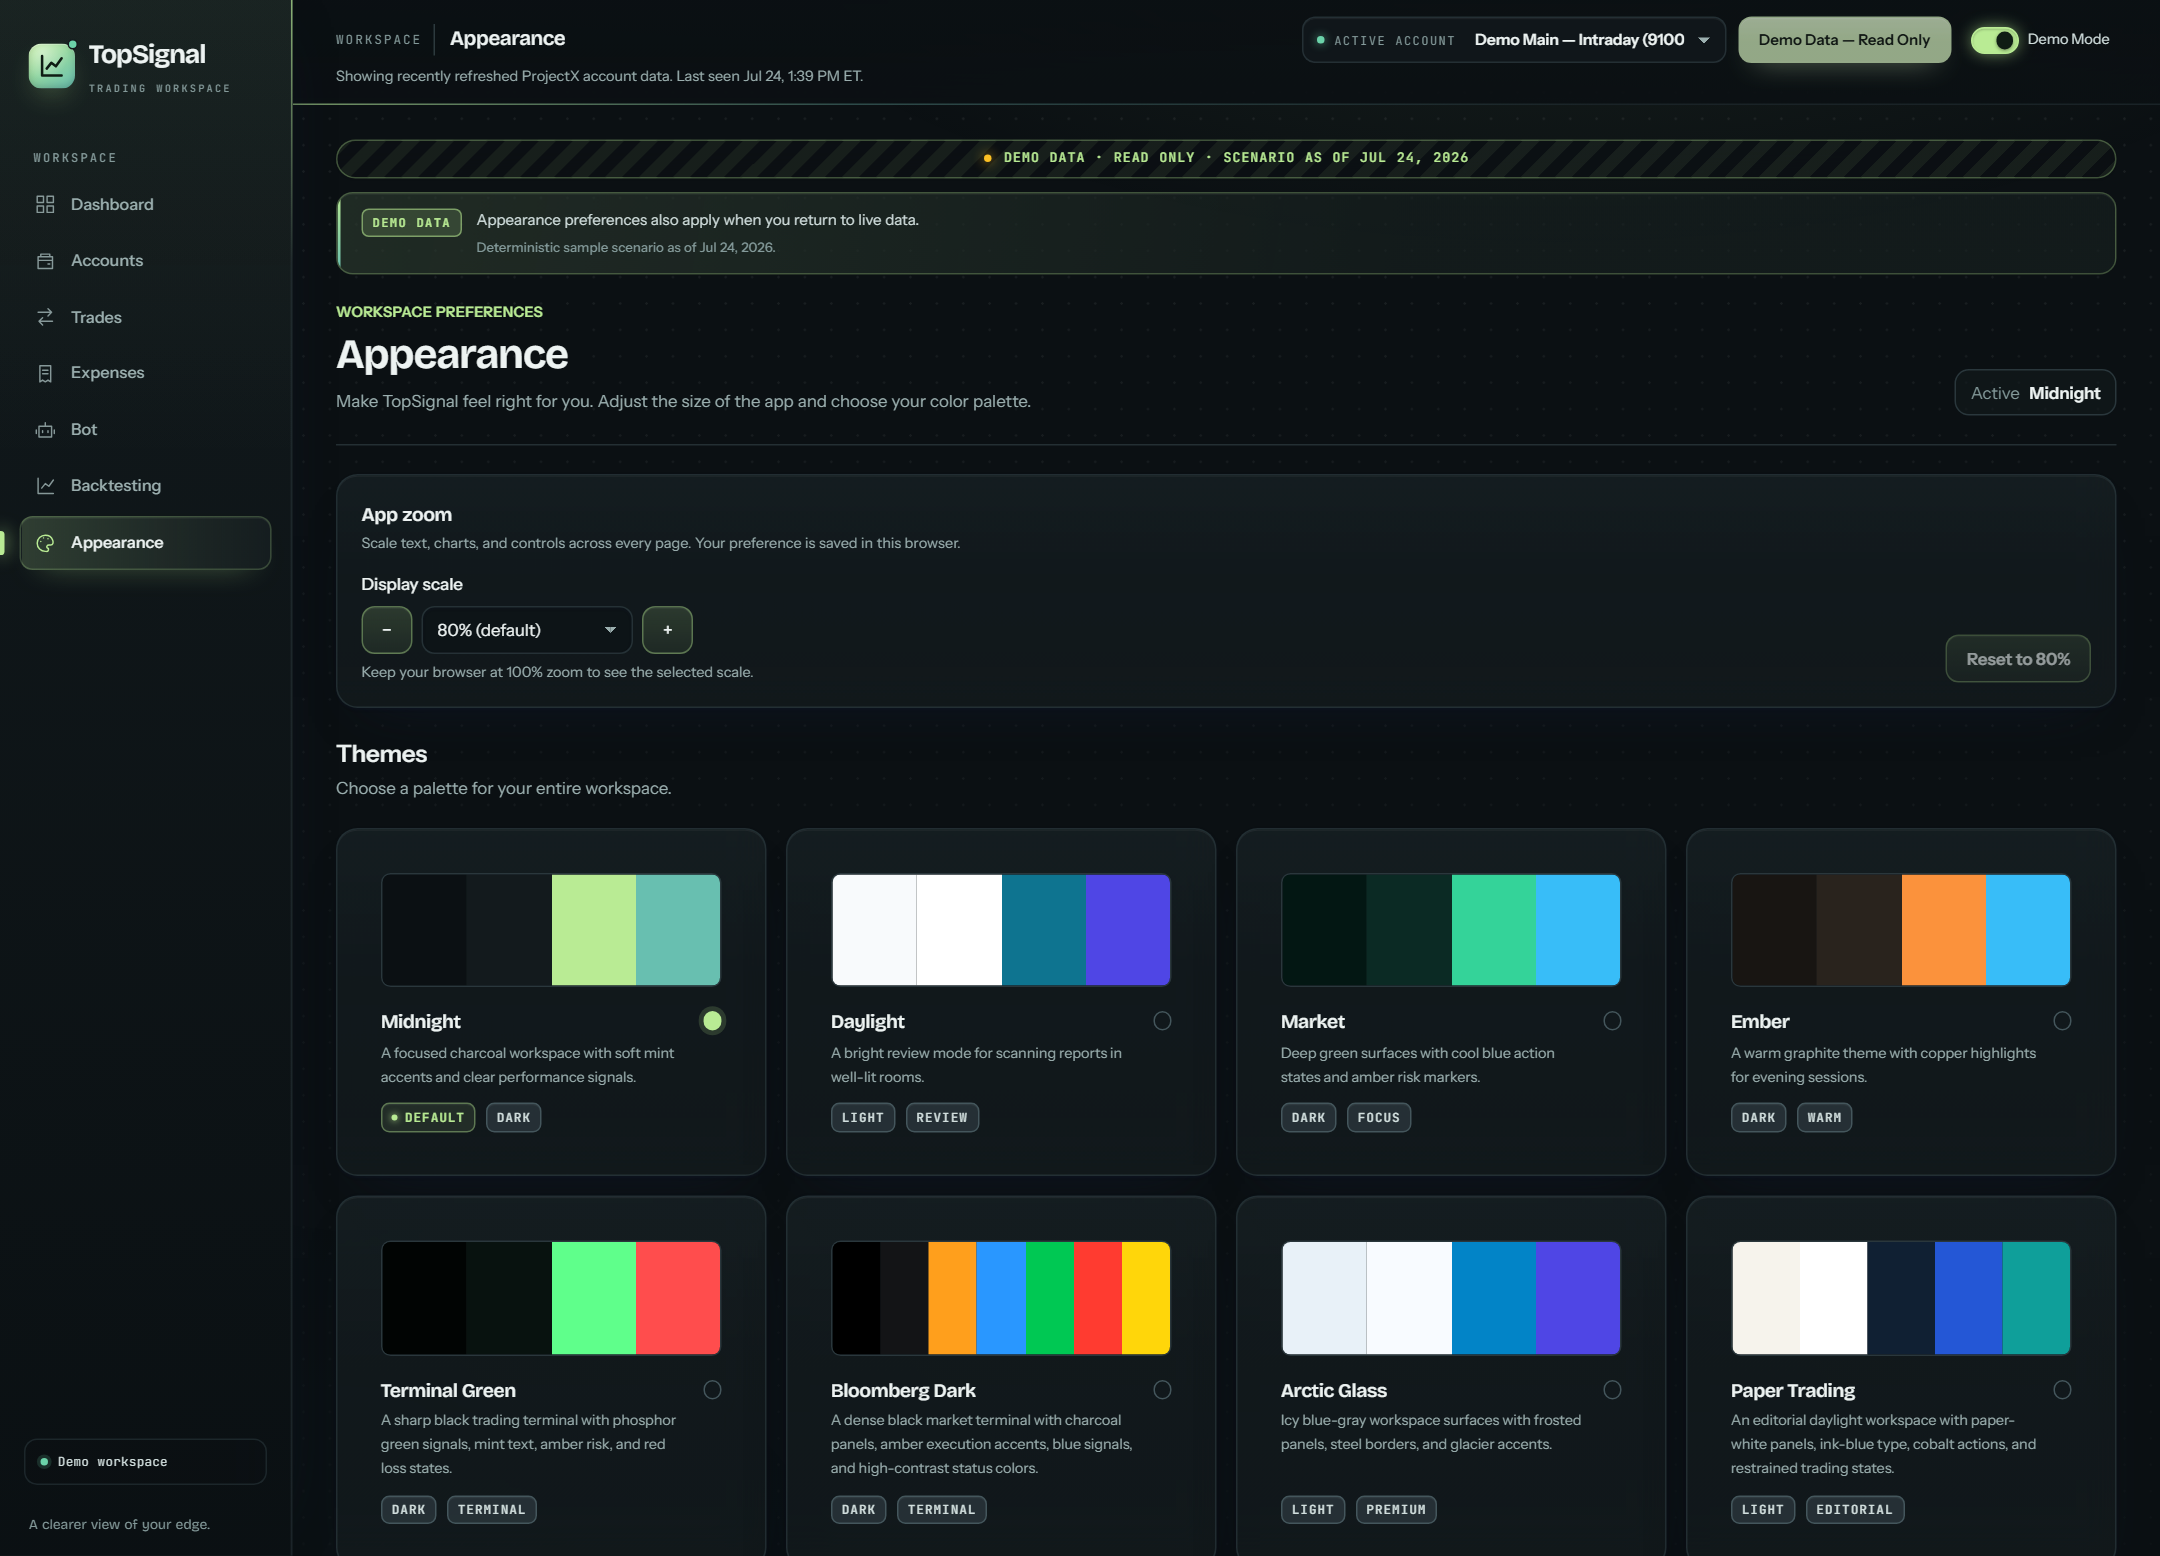 TopSignal
TRADING WORKSPACE
WORKSPACE
Dashboard
Accounts
Trades
Expenses
Bot
Backtesting
Appearance
Demo workspace
A clearer view of your edge.
WORKSPACE
Appearance
Showing recently refreshed ProjectX account data. Last seen Jul 24, 1:39 PM ET.
ACTIVE ACCOUNT
Demo Main — Intraday (9100
Demo Data — Read Only
Demo Mode
DEMO DATA · READ ONLY · SCENARIO AS OF JUL 24, 2026
DEMO DATA
Appearance preferences also apply when you return to live data.
Deterministic sample scenario as of Jul 24, 2026.
WORKSPACE PREFERENCES
Appearance
Make TopSignal feel right for you. Adjust the size of the app and choose your color palette.
Active Midnight
App zoom
Scale text, charts, and controls across every page. Your preference is saved in this browser.
Display scale
−
80% (default)
+
Keep your browser at 100% zoom to see the selected scale.
Reset to 80%
Themes
Choose a palette for your entire workspace.
Midnight
A focused charcoal workspace with soft mint
accents and clear performance signals.
DEFAULT
DARK
Daylight
A bright review mode for scanning reports in
well-lit rooms.
LIGHT
REVIEW
Market
Deep green surfaces with cool blue action
states and amber risk markers.
DARK
FOCUS
Ember
A warm graphite theme with copper highlights
for evening sessions.
DARK
WARM
Terminal Green
A sharp black trading terminal with phosphor
green signals, mint text, amber risk, and red
loss states.
DARK
TERMINAL
Bloomberg Dark
A dense black market terminal with charcoal
panels, amber execution accents, blue signals,
and high-contrast status colors.
DARK
TERMINAL
Arctic Glass
Icy blue-gray workspace surfaces with frosted
panels, steel borders, and glacier accents.
LIGHT
PREMIUM
Paper Trading
An editorial daylight workspace with paper-
white panels, ink-blue type, cobalt actions, and
restrained trading states.
LIGHT
EDITORIAL